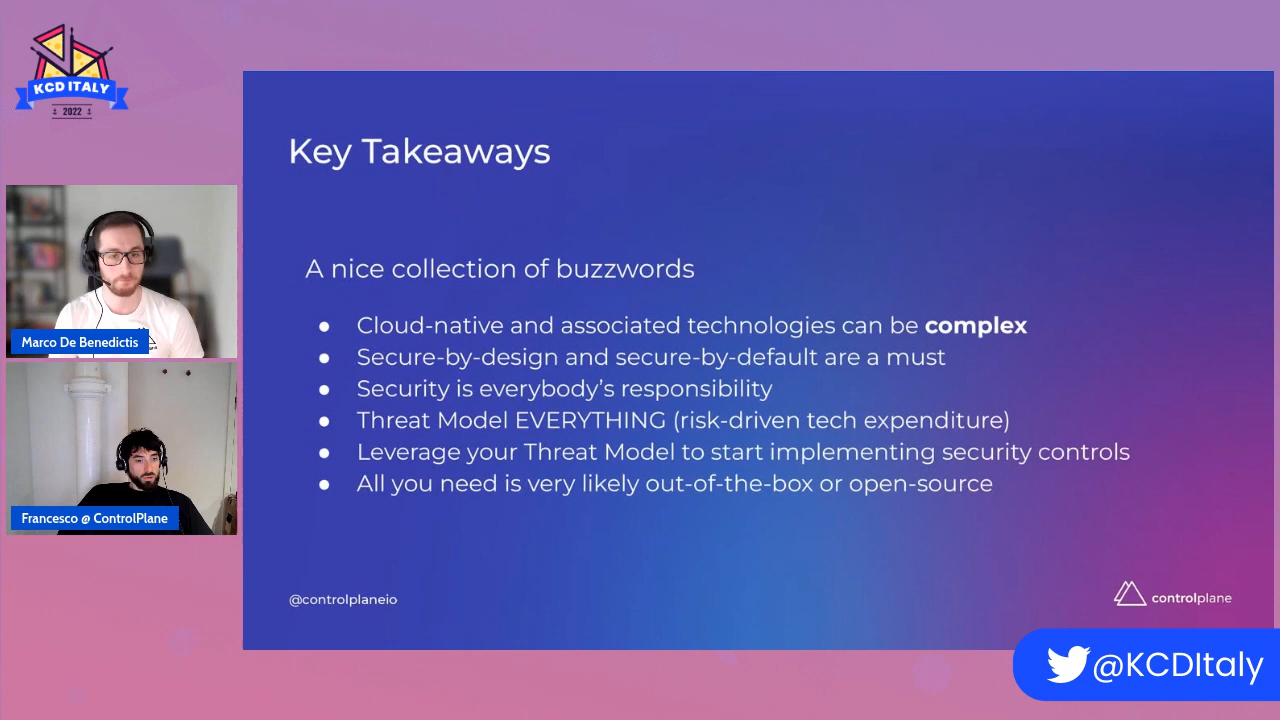 KCD ITALY
2022
Key Takeaways
A nice collection of buzzwords
● Cloud-native and associated technologies can be complex
● Secure-by-design and secure-by-default are a must
● Security is everybody’s responsibility
● Threat Model EVERYTHING (risk-driven tech expenditure)
● Leverage your Threat Model to start implementing security controls
● All you need is very likely out-of-the-box or open-source
@controlplaneio
controlplane
Marco De Benedictis
Francesco @ ControlPlane
@KCDItaly